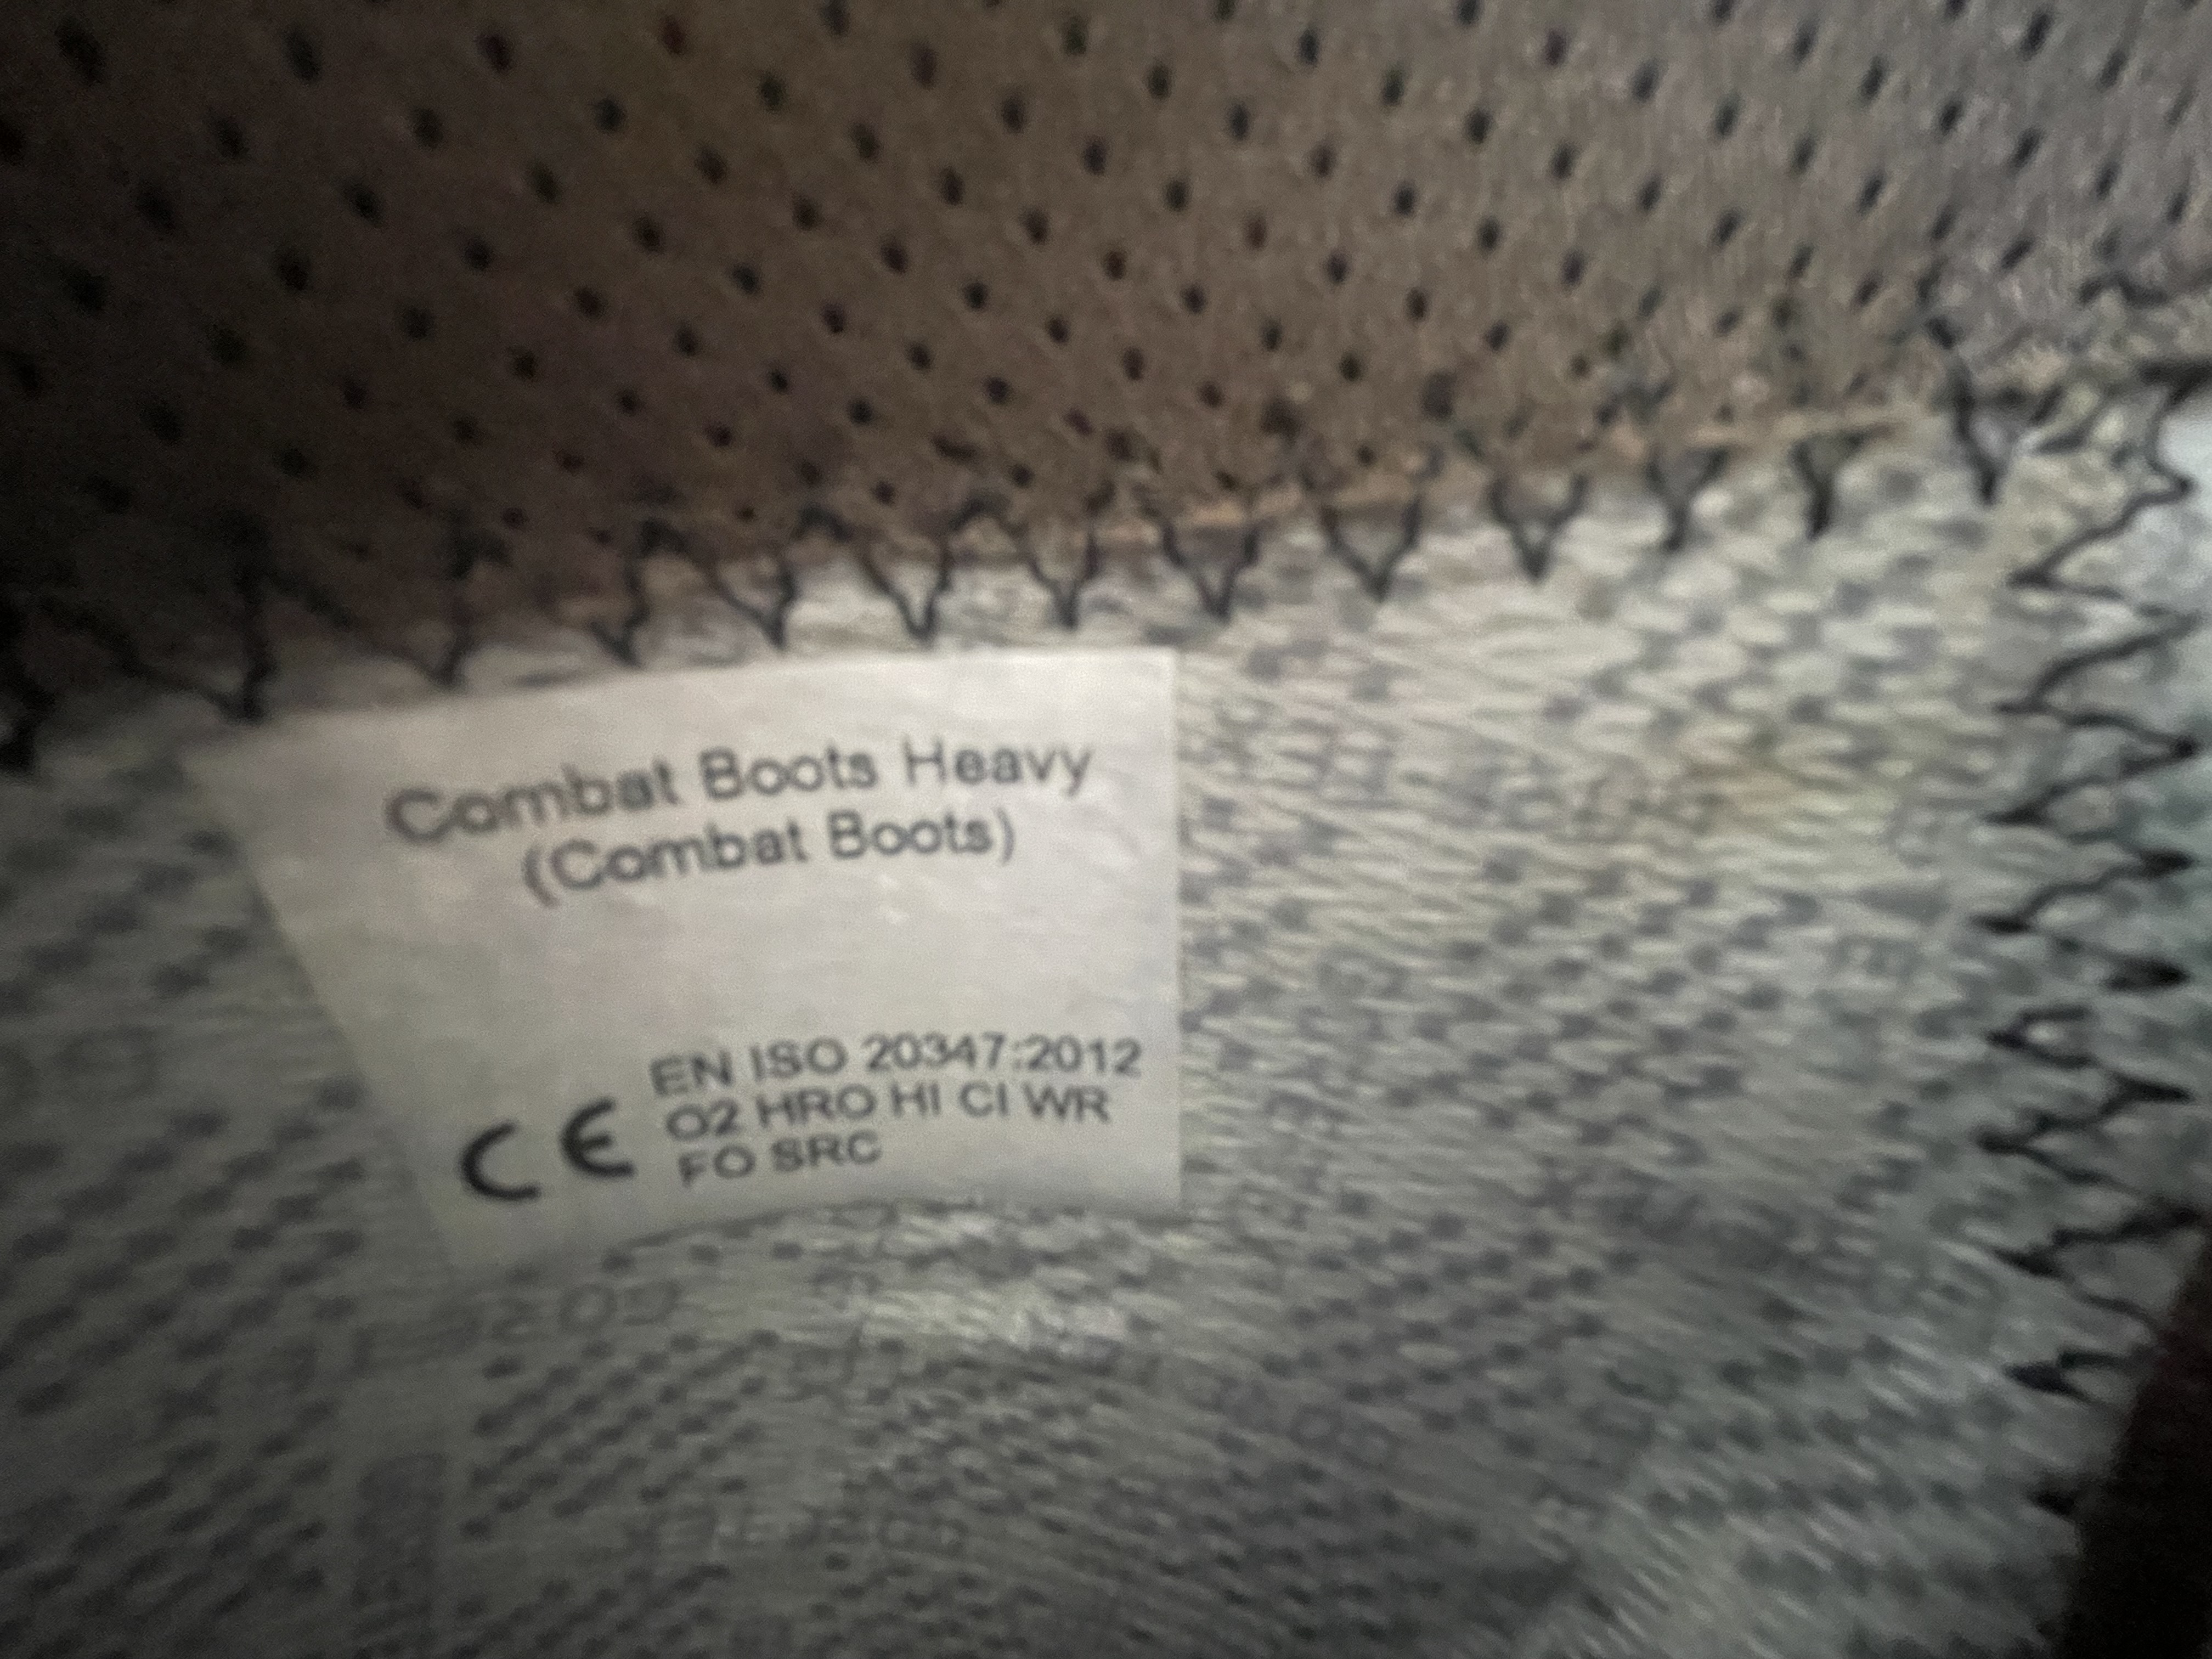 Combat Boots Heavy
(Combat Boots)
EN ISO 20347:2012
O2 HRO HI CI WR
CE FO SRC